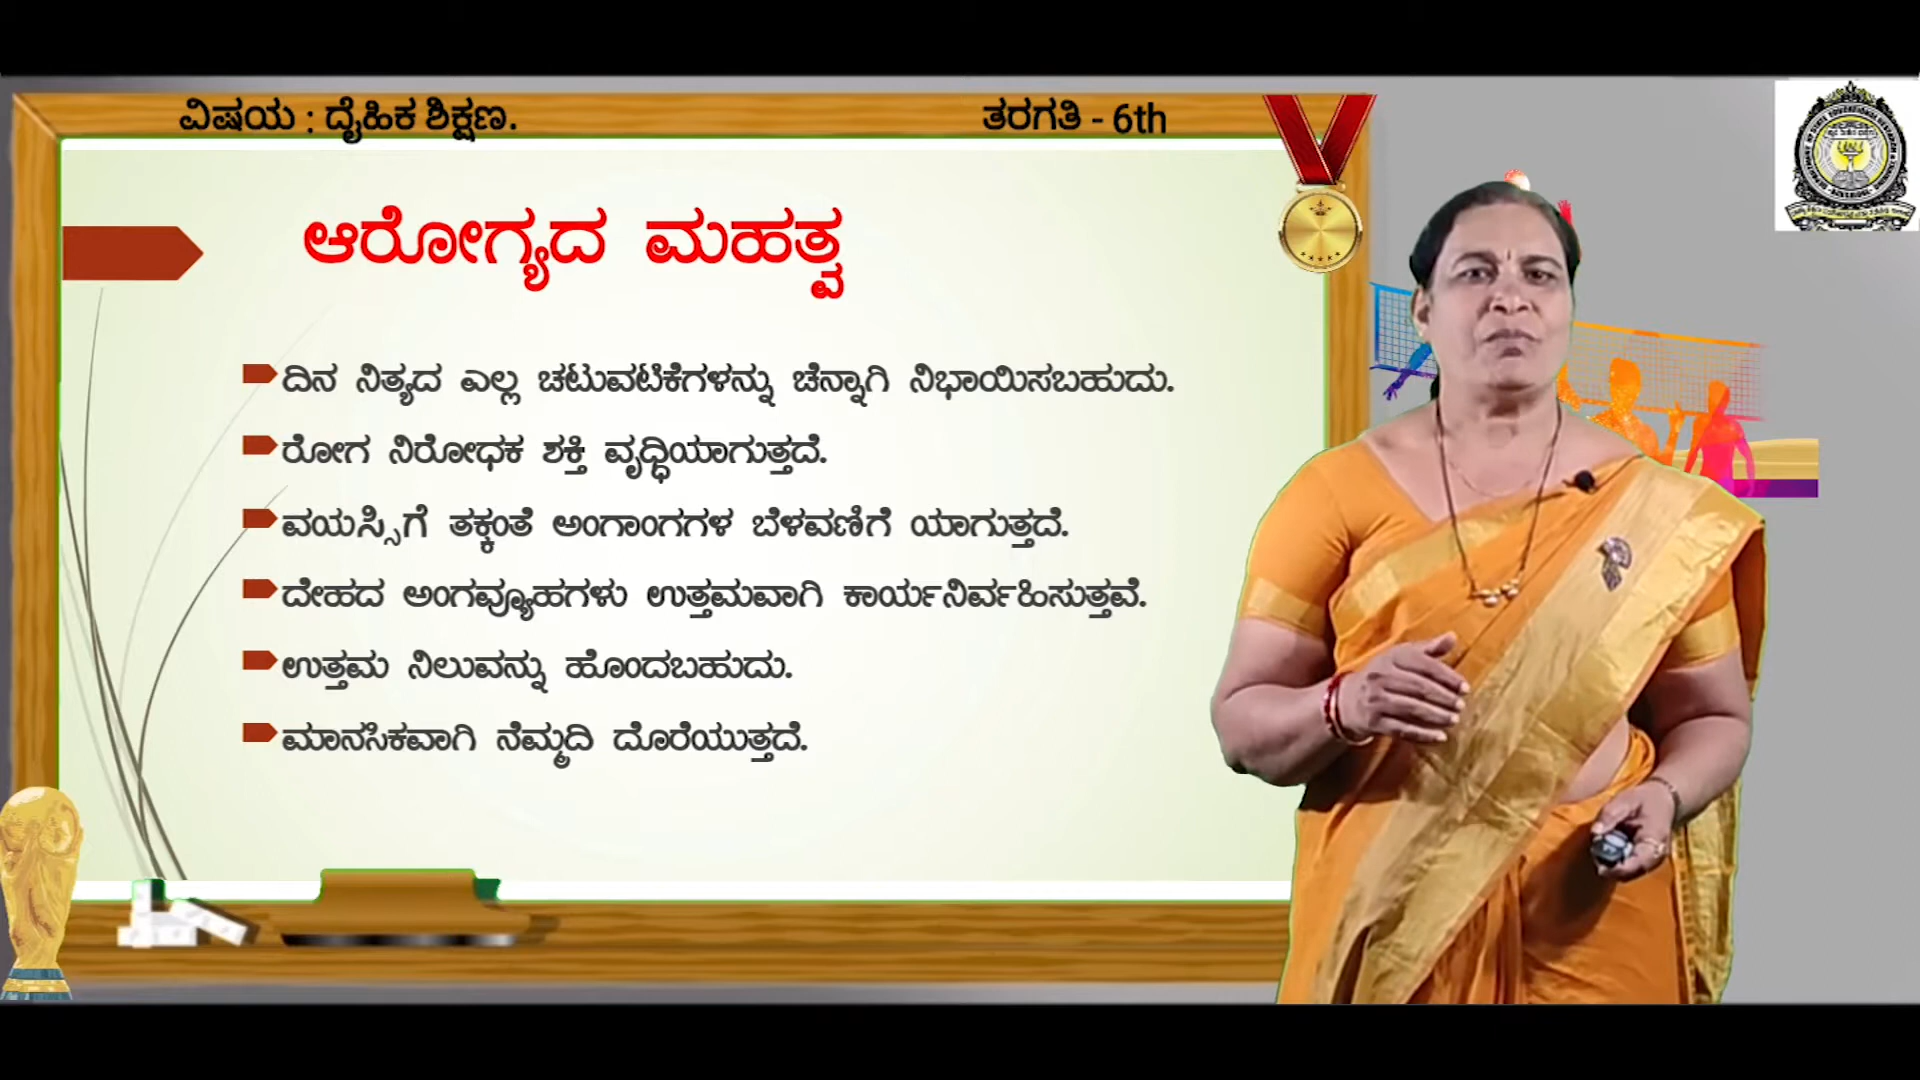 ವಿಷಯ : ದೈಹಿಕ ಶಿಕ್ಷಣ.
ತರಗತಿ - 6th
ಆರೋಗ್ಯದ ಮಹತ್ವ
ದಿನ ನಿತ್ಯದ ಎಲ್ಲ ಚಟುವಟಿಕೆಗಳನ್ನು ಚೆನ್ನಾಗಿ ನಿಭಾಯಿಸಬಹುದು.
ರೋಗ ನಿರೋಧಕ ಶಕ್ತಿ ವೃದ್ಧಿಯಾಗುತ್ತದೆ.
ವಯಸ್ಸಿಗೆ ತಕ್ಕಂತೆ ಅಂಗಾಂಗಗಳ ಬೆಳವಣಿಗೆ ಯಾಗುತ್ತದೆ.
ದೇಹದ ಅಂಗವ್ಯೂಹಗಳು ಉತ್ತಮವಾಗಿ ಕಾರ್ಯನಿರ್ವಹಿಸುತ್ತವೆ.
ಉತ್ತಮ ನಿಲುವನ್ನು ಹೊಂದಬಹುದು.
ಮಾನಸಿಕವಾಗಿ ನೆಮ್ಮದಿ ದೊರೆಯುತ್ತದೆ.